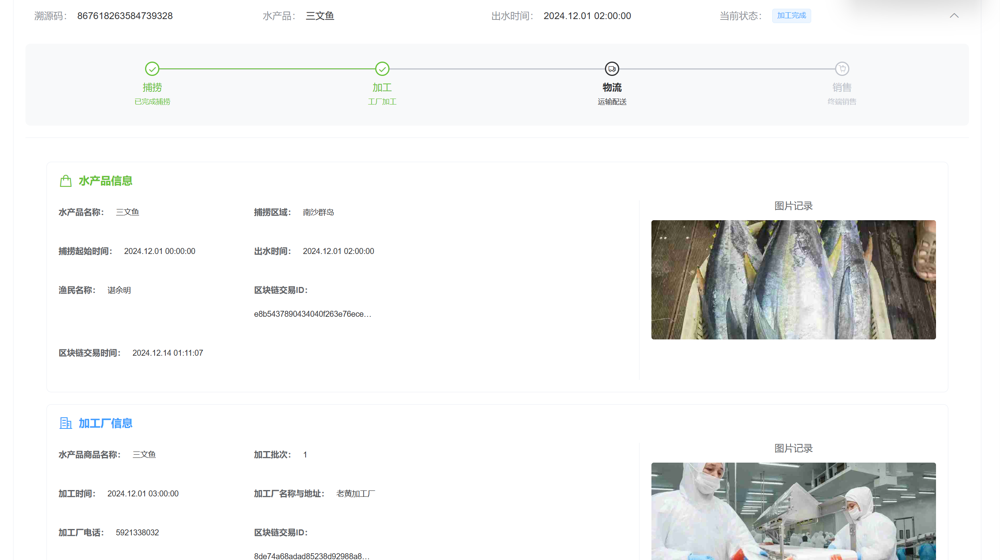 溯源码： 867618263584739328 水产品： 三文鱼 出水时间： 2024.12.01 02:00:00 当前状态： 加工完成
捕捞 加工 物流 销售
已完成捕捞 工厂加工 运输配送 终端销售
水产品信息
图片记录
水产品名称： 三文鱼 捕捞区域： 南沙群岛
捕捞起始时间： 2024.12.01 00:00:00 出水时间： 2024.12.01 02:00:00
渔民名称： 谌余明 区块链交易ID：
e8b5437890434040f263e76ece...
区块链交易时间： 2024.12.14 01:11:07
加工厂信息
图片记录
水产品商品名称： 三文鱼 加工批次： 1
加工时间： 2024.12.01 03:00:00 加工厂名称与地址： 老黄加工厂
加工厂电话： 5921338032 区块链交易ID：
8de74a68adad85238d92988a8...